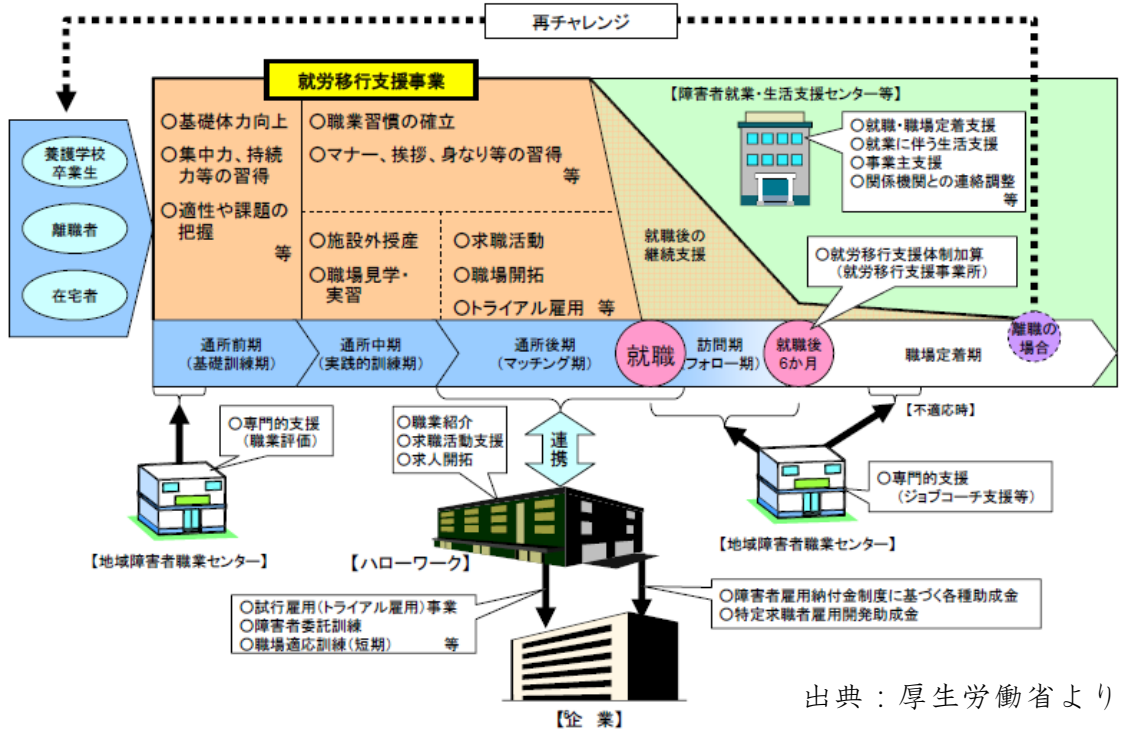 再チャレンジ
就労移行支援事業
養護学校
卒業生
離職者
在宅者
○基礎体力向上
○集中力、持続
力等の習得
○適性や課題の
把握
等
○職業習慣の確立
○マナー、挨拶、身なり等の習得
等
○施設外授産
○職場見学・
実習
○求職活動
○職場開拓
○トライアル雇用 等
就職後の
継続支援
【障害者就業・生活支援センター等】
○就職・職場定着支援
○就業に伴う生活支援
○事業主支援
○関係機関との連絡調整
等
○就労移行支援体制加算
(就労移行支援事業所)
通所前期
(基礎訓練期)
通所中期
(実践的訓練期)
通所後期
(マッチング期)
就職
訪問期
(フォロー期)
就職後
6か月
職場定着期
離職の
場合
【不適応時】
○専門的支援
(職業評価)
【地域障害者職業センター】
○職業紹介
○求職活動支援
○求人開拓
連
携
【ハローワーク】
○専門的支援
(ジョブコーチ支援等)
【地域障害者職業センター】
○試行雇用(トライアル雇用)事業
○障害者委託訓練
○職場適応訓練(短期) 等
○障害者雇用納付金制度に基づく各種助成金
○特定求職者雇用開発助成金
【企 業】
5
出典：厚生労働省より